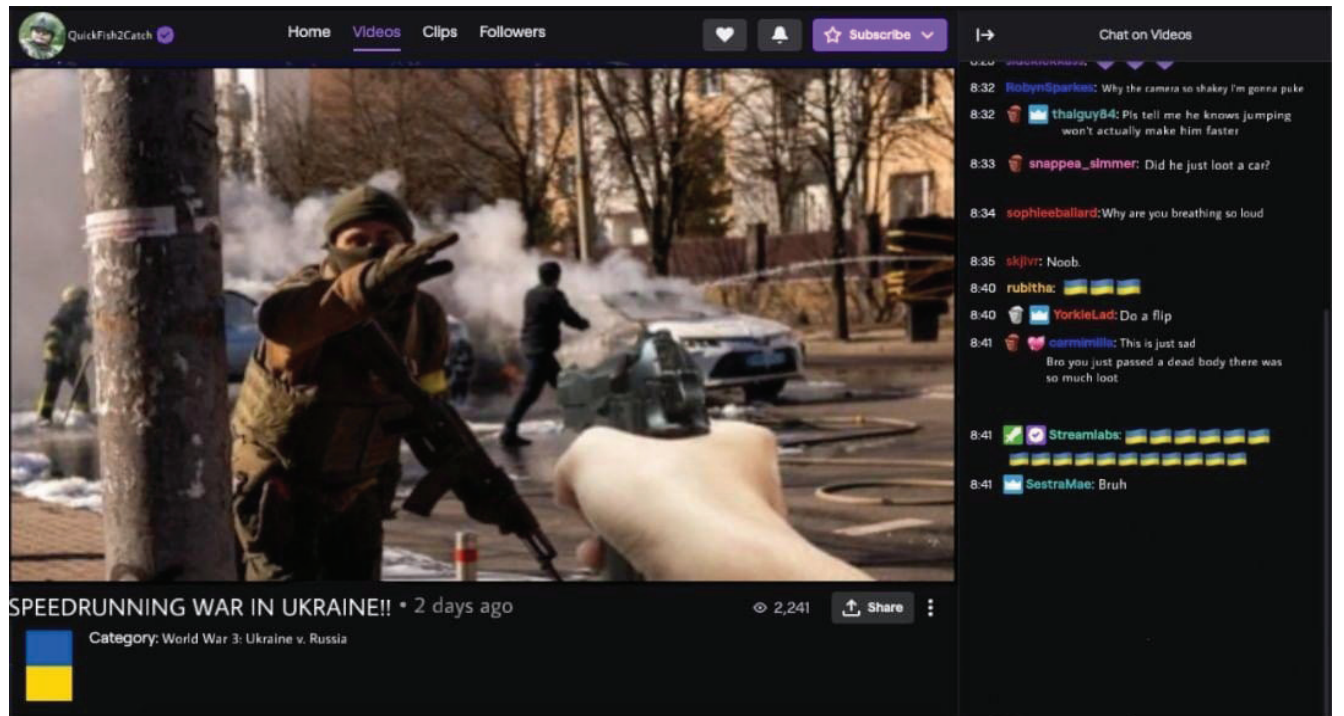 QuickFish2Catch
Home Videos Clips Followers
Subscribe
Chat on Videos
8:32 RobynSparkes: Why the camera so shakey I'm gonna puke
8:32 thaiguy84: Pls tell me he knows jumping
won't actually make him faster
8:33 snappea_simmer: Did he just loot a car?
8:34 sophieeballard:Why are you breathing so loud
8:35 skjlvr: Noob.
8:40 rubitha:
8:40 YorkieLad: Do a flip
8:41 carmimilla: This is just sad
Bro you just passed a dead body there was
so much loot
8:41 Streamlabs:
8:41 SestraMae: Bruh
SPEEDRUNNING WAR IN UKRAINE!! • 2 days ago
2,241 Share
Category: World War 3: Ukraine v. Russia